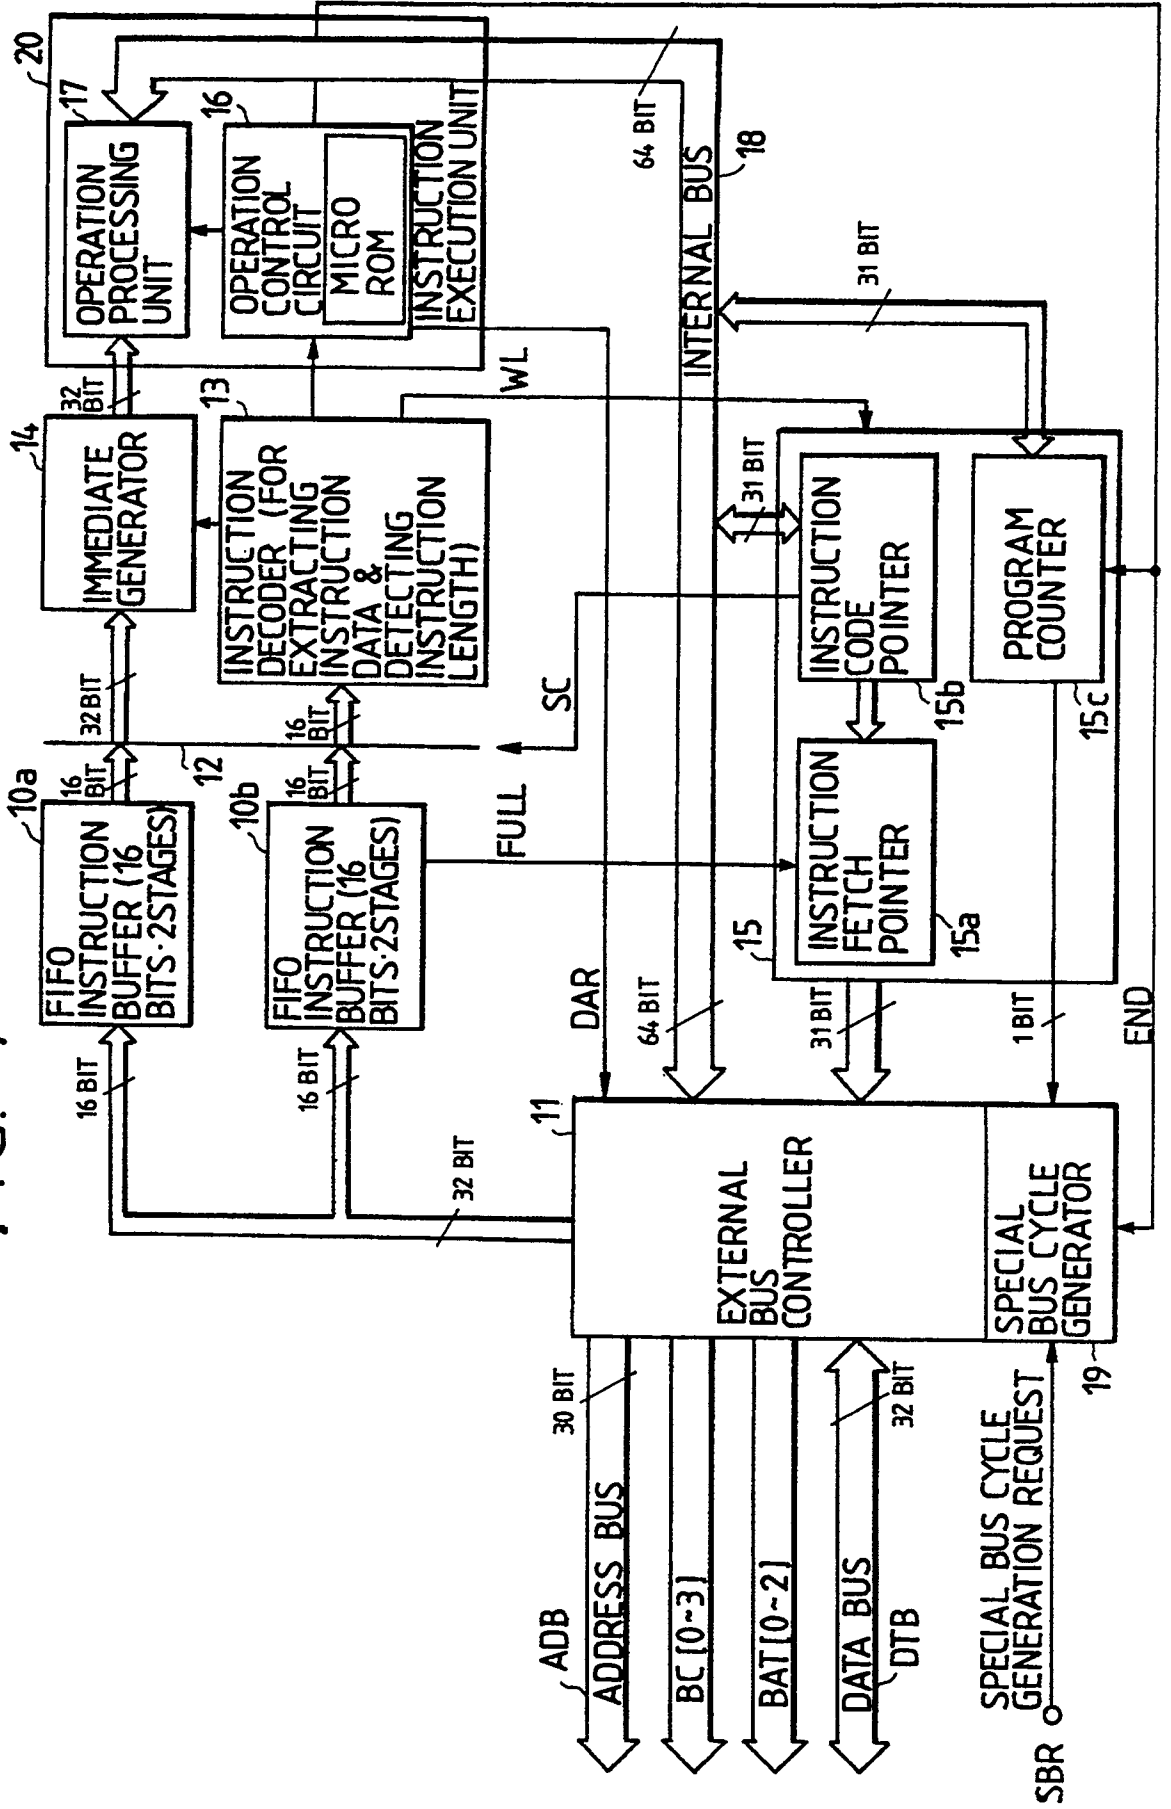 20
17
OPERATION
PROCESSING
UNIT
16
OPERATION
CONTROL
CIRCUIT
MICRO
ROM
INSTRUCTION
EXECUTION UNIT
64 BIT
INTERNAL BUS
18
31 BIT
32
BIT
14
IMMEDIATE
GENERATOR
13
INSTRUCTION
DECODER (FOR
EXTRACTING
INSTRUCTION
DATA &
DETECTING
INSTRUCTION
LENGTH)
WL
31 BIT
INSTRUCTION
CODE
POINTER
15b
PROGRAM
COUNTER
15c
32 BIT
16
BIT
12
SC
10a
16
BIT
FIFO
INSTRUCTION
BUFFER (16
BITS·2STAGES)
10b
16
BIT
FIFO
INSTRUCTION
BUFFER (16
BITS·2STAGES)
FULL
15
INSTRUCTION
FETCH
POINTER
15a
16 BIT
16 BIT
DAR
64 BIT
31 BIT
1 BIT
END
32 BIT
11
EXTERNAL
BUS
CONTROLLER
SPECIAL
BUS CYCLE
GENERATOR
19
30 BIT
32 BIT
ADB
ADDRESS BUS
BC [0~3]
BAT [0~2]
DATA BUS
DTB
SPECIAL BUS CYCLE
GENERATION REQUEST
SBR